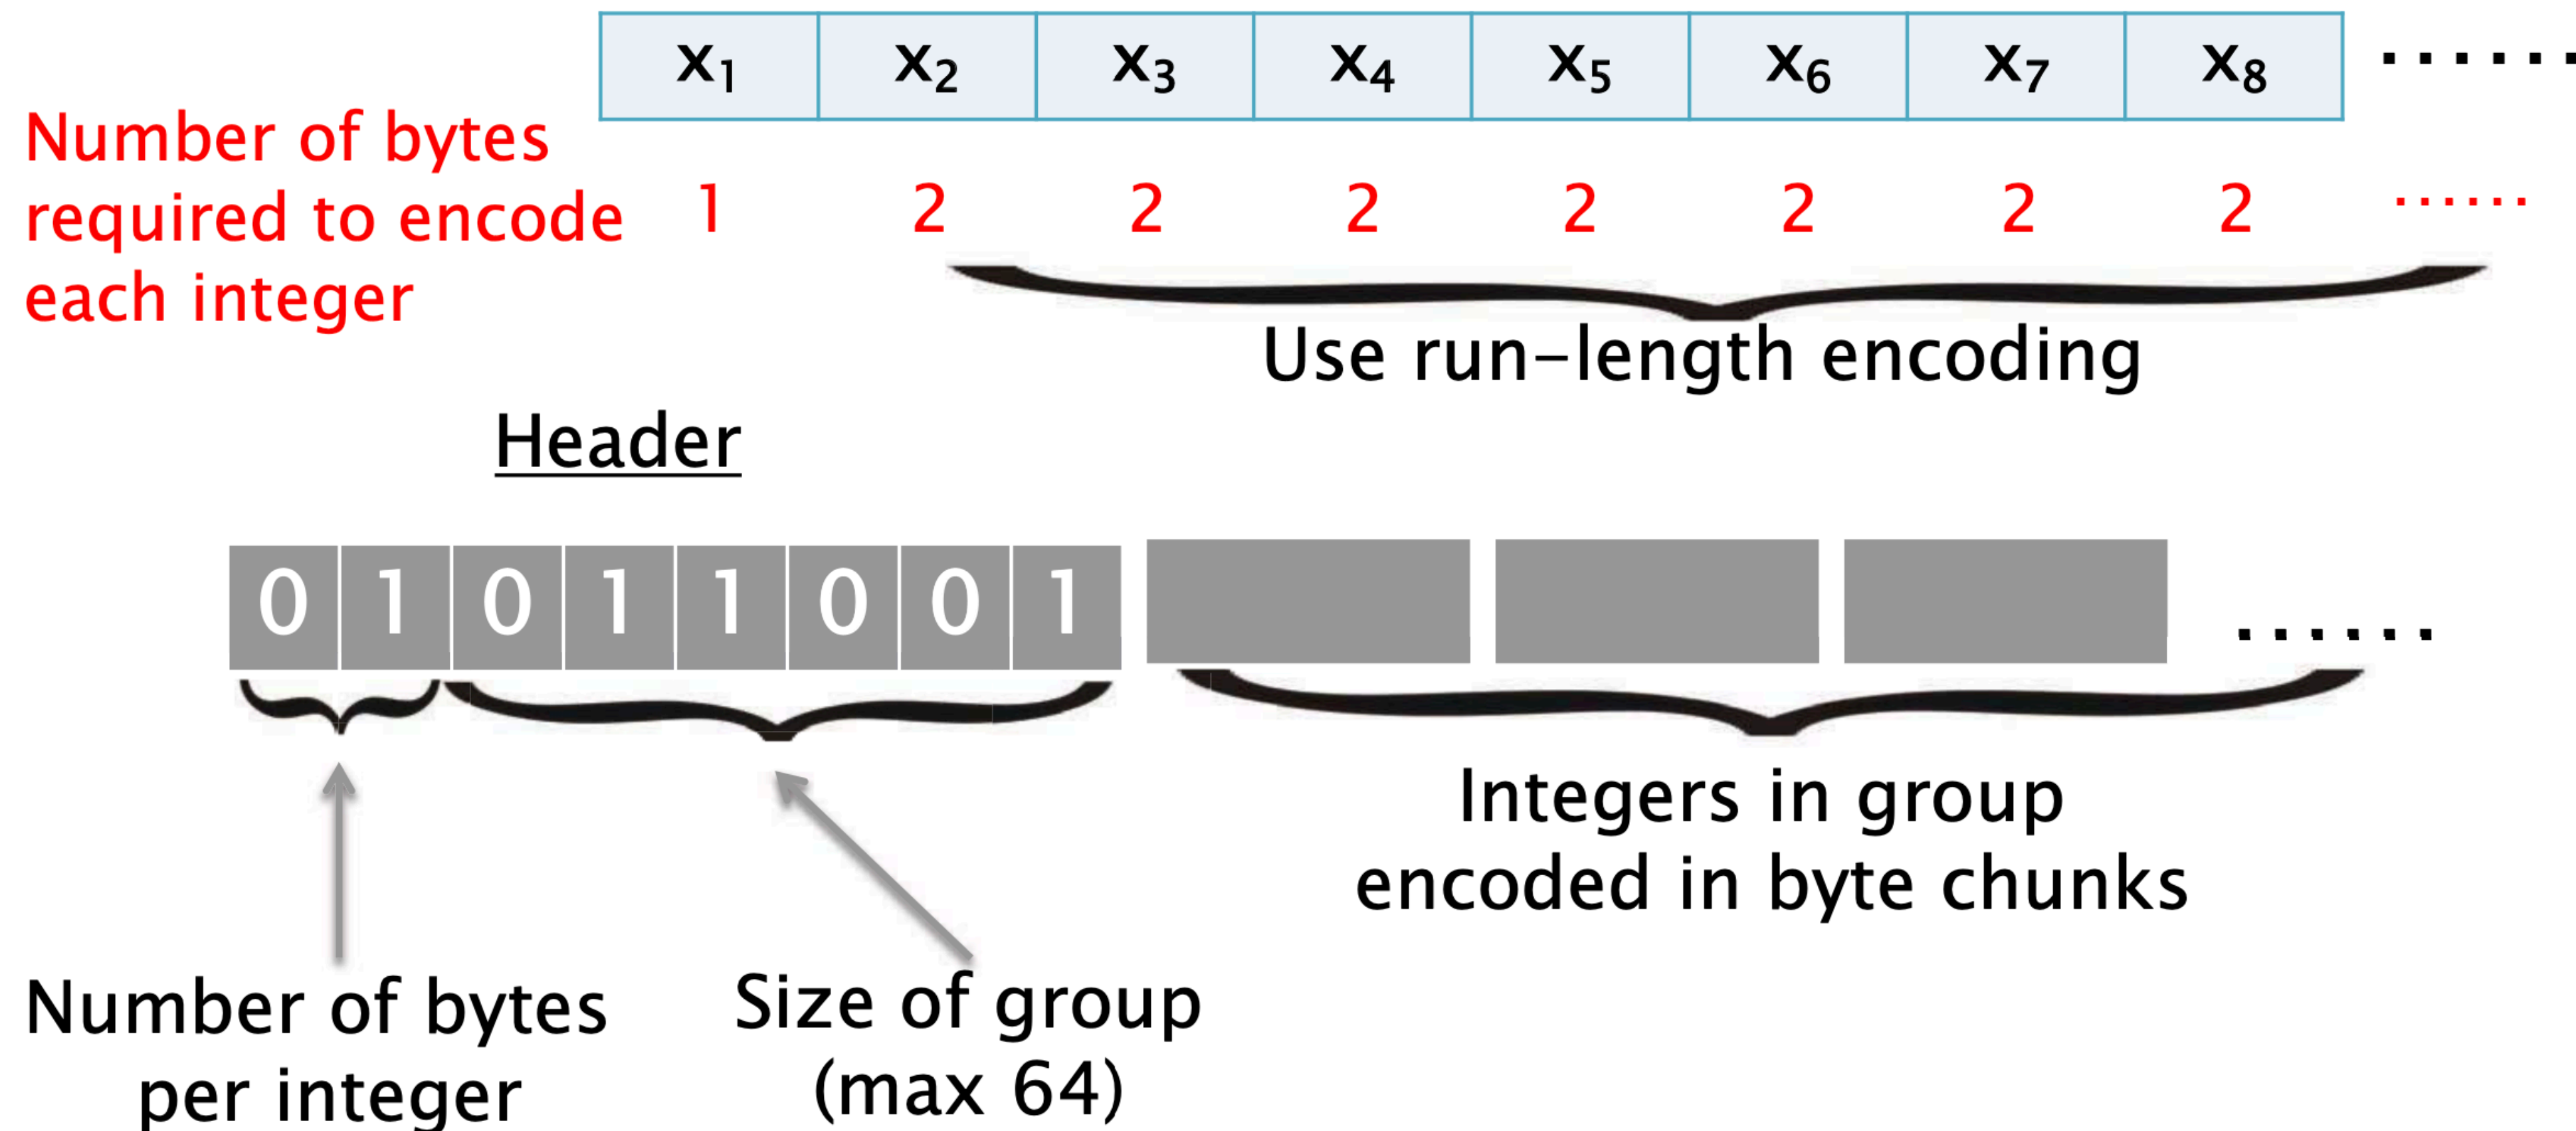 x₁ x₂ x₃ x₄ x₅ x₆ x₇ x₈ ······
Number of bytes
required to encode
each integer
1 2 2 2 2 2 2 2 ······
Use run-length encoding
Header
0 1 0 1 1 0 0 1 ······
Integers in group
encoded in byte chunks
Number of bytes
per integer
Size of group
(max 64)